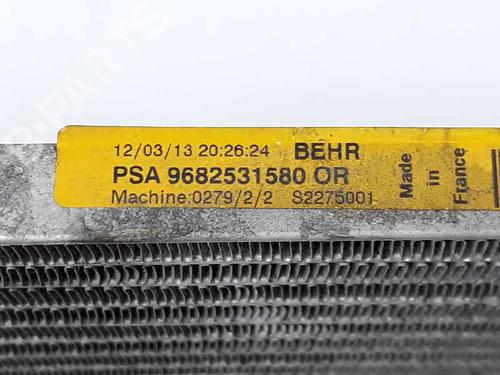 12/03/13 20:26:24 BEHR
PSA 9682531580 OR
Machine:0279/2/2 S2275001
Made
in
France